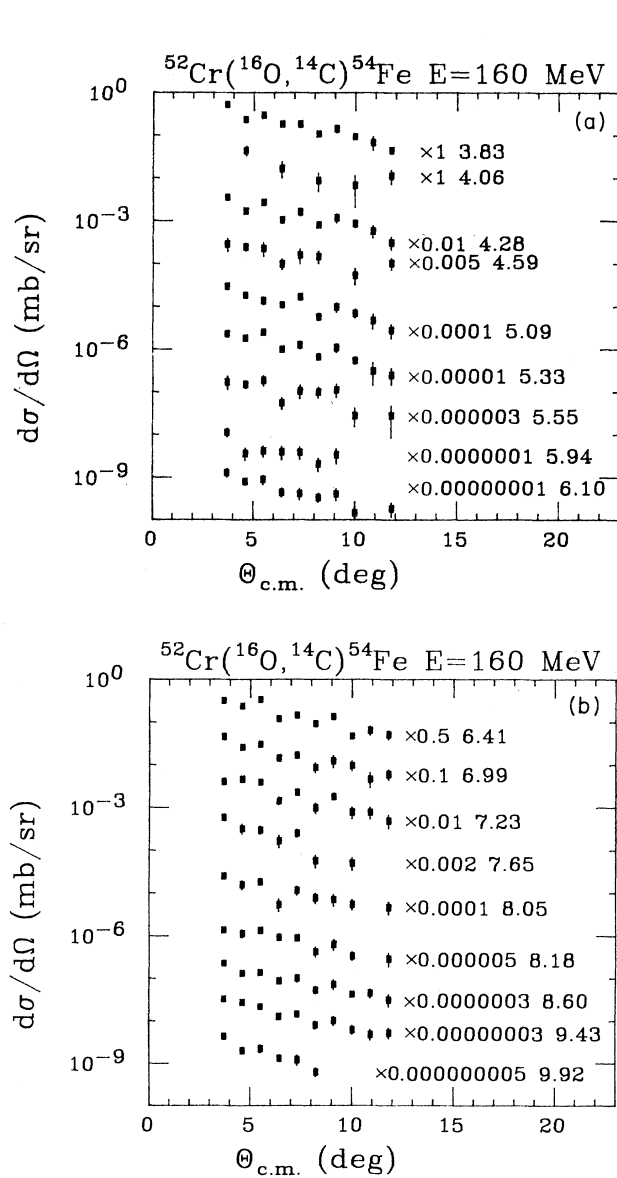 ⁵²Cr(¹⁶O,¹⁴C)⁵⁴Fe E=160 MeV
(a)
10⁰
×1 3.83
×1 4.06
10⁻³
×0.01 4.28
×0.005 4.59
×0.0001 5.09
10⁻⁶
×0.00001 5.33
×0.000003 5.55
×0.0000001 5.94
10⁻⁹
×0.00000001 6.10
dσ/dΩ (mb/sr)
0 5 10 15 20
Θc.m. (deg)
⁵²Cr(¹⁶O,¹⁴C)⁵⁴Fe E=160 MeV
(b)
10⁰
×0.5 6.41
×0.1 6.99
10⁻³
×0.01 7.23
×0.002 7.65
×0.0001 8.05
10⁻⁶
×0.000005 8.18
×0.0000003 8.60
×0.00000003 9.43
10⁻⁹
×0.000000005 9.92
dσ/dΩ (mb/sr)
0 5 10 15 20
Θc.m. (deg)